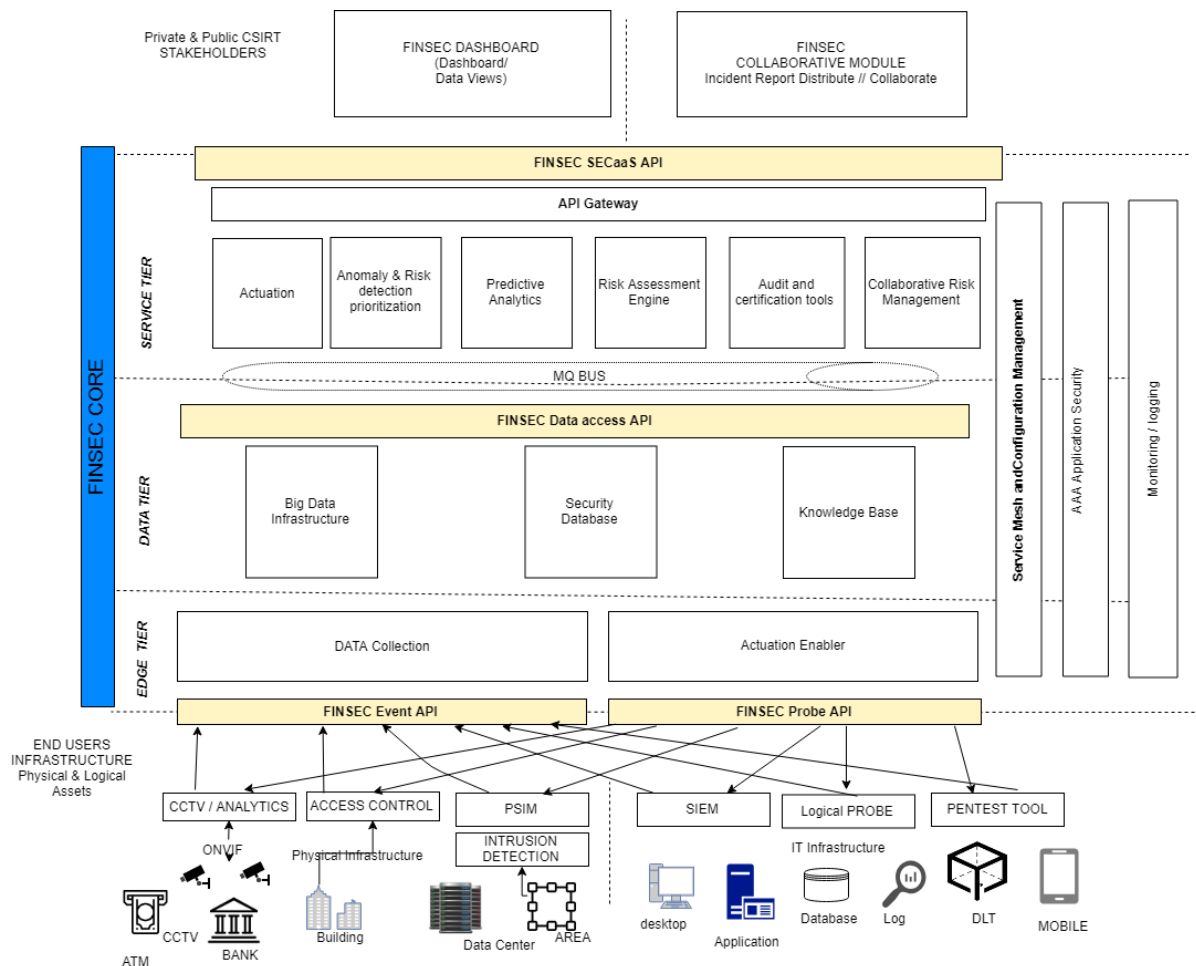 Private & Public CSIRT
STAKEHOLDERS
FINSEC DASHBOARD
(Dashboard/
Data Views)
FINSEC
COLLABORATIVE MODULE
Incident Report Distribute // Collaborate
FINSEC CORE
FINSEC SECaaS API
API Gateway
SERVICE TIER
Actuation
Anomaly & Risk
detection
prioritization
Predictive
Analytics
Risk Assessment
Engine
Audit and
certification tools
Collaborative Risk
Management
MQ BUS
Service Mesh andConfiguration Management
AAA Application Security
Monitoring / logging
FINSEC Data access API
DATA TIER
Big Data
Infrastructure
Security
Database
Knowledge Base
EDGE TIER
DATA Collection
Actuation Enabler
FINSEC Event API
FINSEC Probe API
END USERS
INFRASTRUCTURE
Physical & Logical
Assets
CCTV / ANALYTICS
ACCESS CONTROL
PSIM
SIEM
Logical PROBE
PENTEST TOOL
ONVIF
Physical Infrastructure
INTRUSION
DETECTION
IT Infrastructure
ATM
CCTV
BANK
Building
Data Center
AREA
desktop
Application
Database
Log
DLT
MOBILE